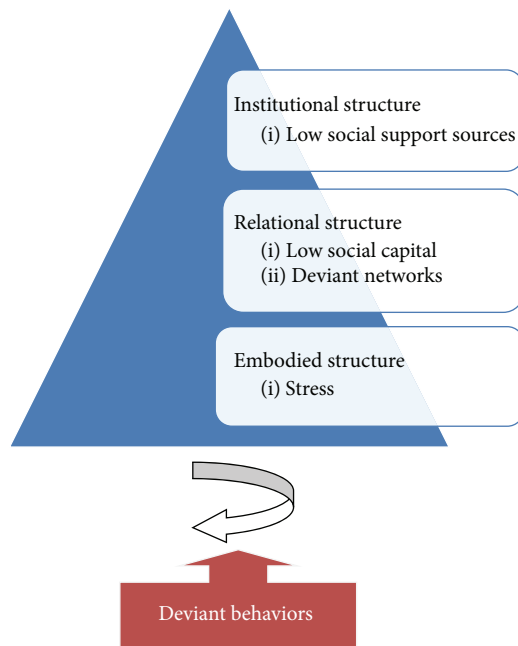 Institutional structure
(i) Low social support sources
Relational structure
(i) Low social capital
(ii) Deviant networks
Embodied structure
(i) Stress
Deviant behaviors